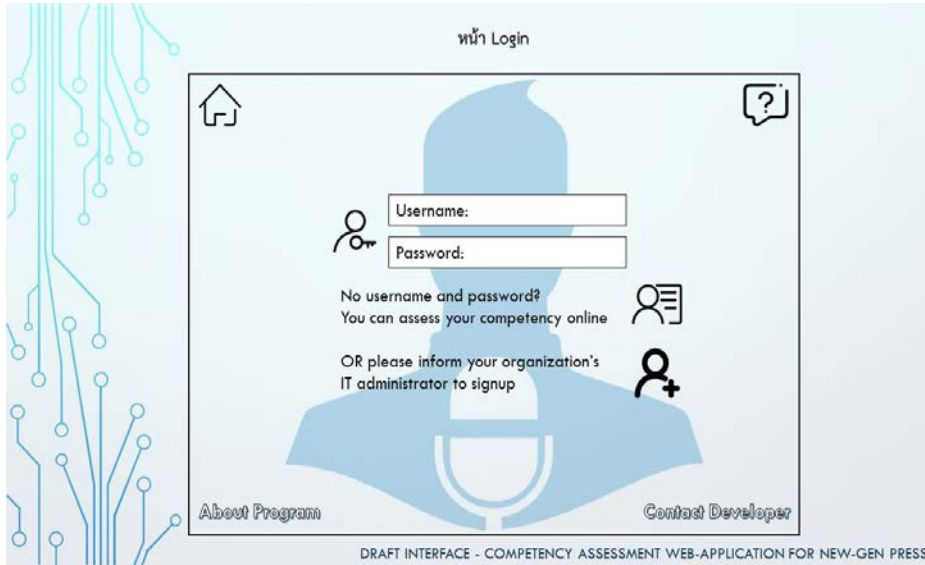 หน้า Login
?
Username:
Password:
No username and password?
You can assess your competency online
OR please inform your organization's
IT administrator to signup
About Program
Contact Developer
DRAFT INTERFACE - COMPETENCY ASSESSMENT WEB-APPLICATION FOR NEW-GEN PRESS